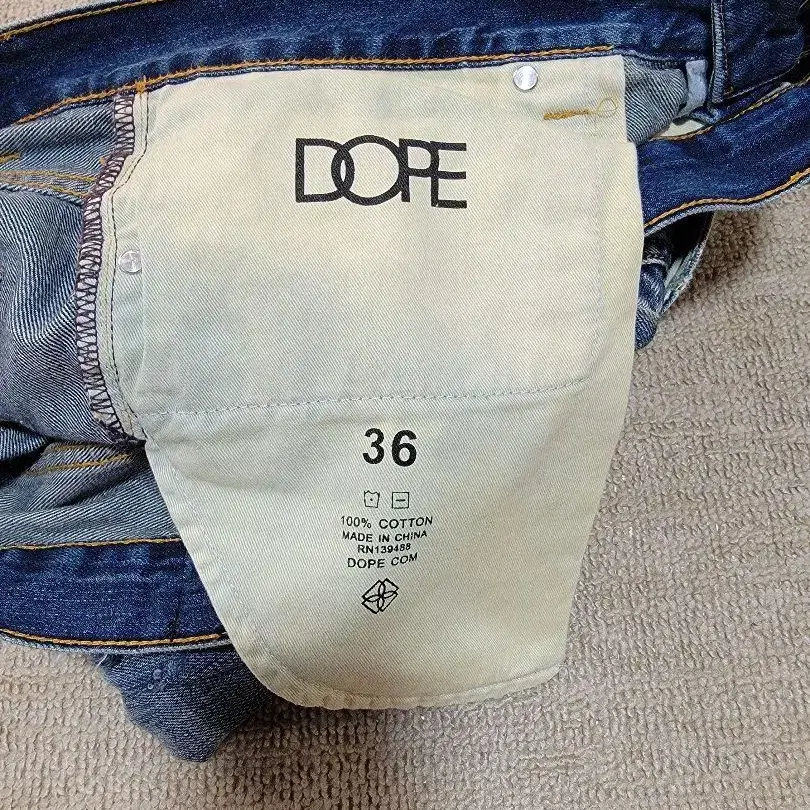 DOPE
36
100% COTTON
MADE IN CHINA
RN139488
DOPE COM